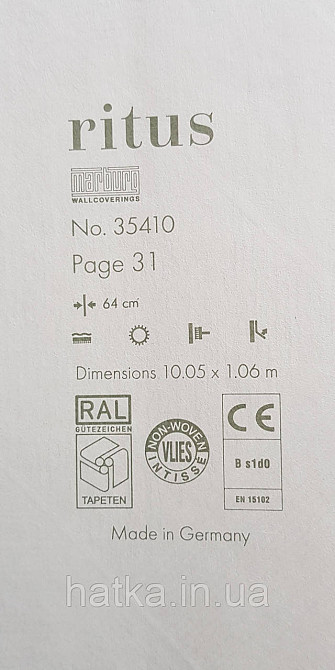 ritus
marburg
WALLCOVERINGS
No. 35410
Page 31
64 cm
Dimensions 10.05 x 1.06 m
RAL
GÜTEZEICHEN
TAPETEN
NON-WOVEN
VLIES
INTISSE
CE
B s1d0
EN 15102
Made in Germany
hatka.in.ua